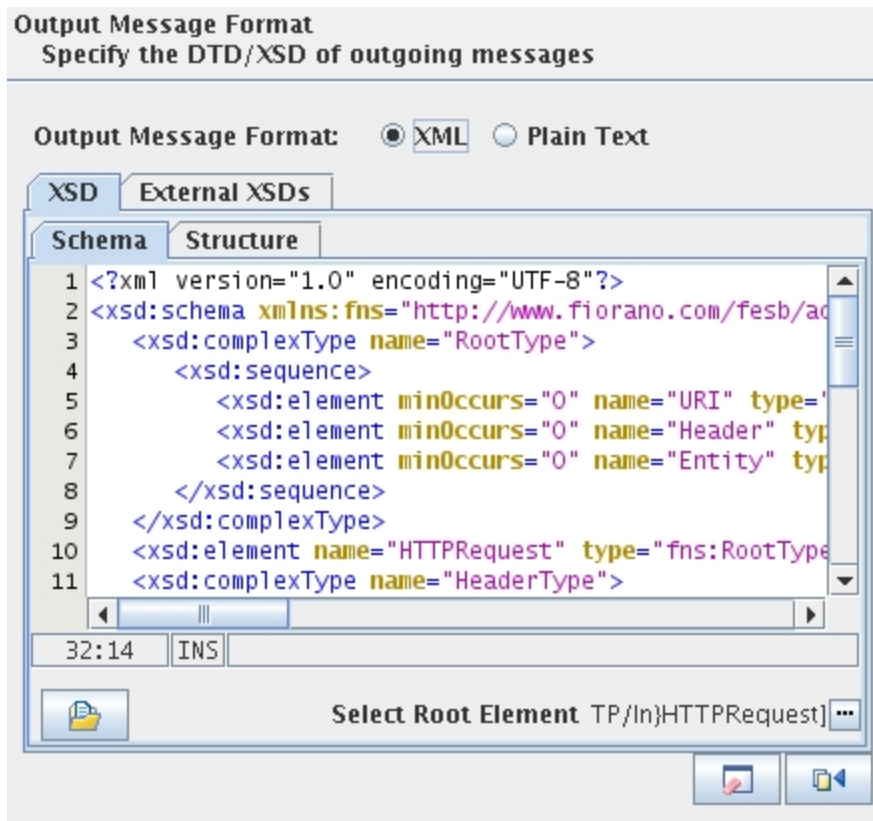 Output Message Format
Specify the DTD/XSD of outgoing messages
Output Message Format: XML Plain Text
XSD External XSDs
Schema Structure
1 <?xml version="1.0" encoding="UTF-8"?>
2 <xsd:schema xmlns:fns="http://www.fiorano.com/fesb/ac
3 <xsd:complexType name="RootType">
4 <xsd:sequence>
5 <xsd:element minOccurs="0" name="URI" type="
6 <xsd:element minOccurs="0" name="Header" typ
7 <xsd:element minOccurs="0" name="Entity" typ
8 </xsd:sequence>
9 </xsd:complexType>
10 <xsd:element name="HTTPRequest" type="fns:RootType
11 <xsd:complexType name="HeaderType">
32:14 INS
Select Root Element TP/In}HTTPRequest] ...